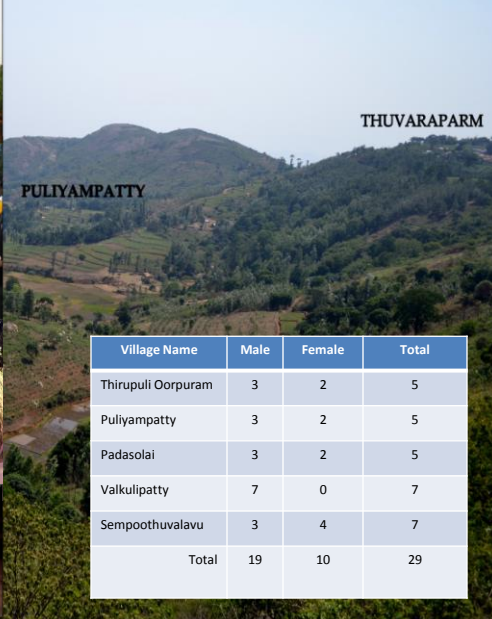 THUVARAPARM
PULIYAMPATTY
Village Name Male Female Total
Thirupuli Oorpuram 3 2 5
Puliyampatty 3 2 5
Padasolai 3 2 5
Valkulipatty 7 0 7
Sempoothuvalavu 3 4 7
Total 19 10 29